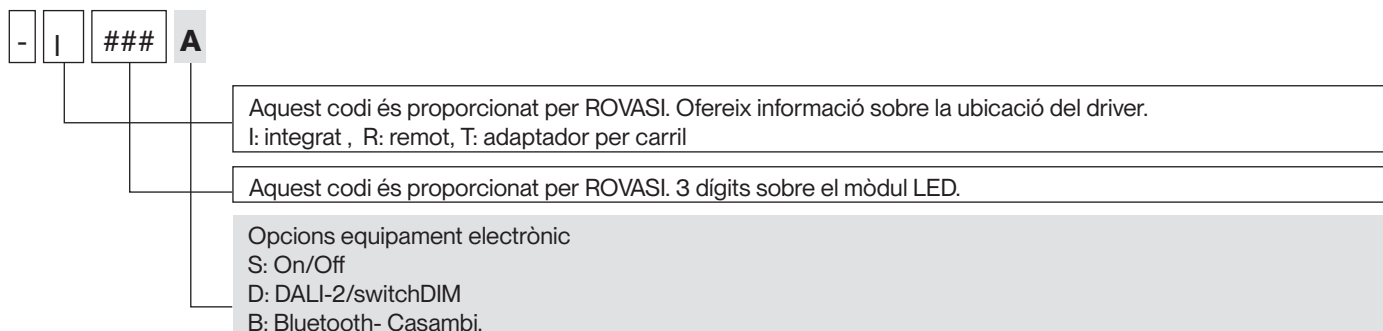 - I ### A
Aquest codi és proporcionat per ROVASI. Ofereix informació sobre la ubicació del driver.
I: integrat , R: remot, T: adaptador per carril
Aquest codi és proporcionat per ROVASI. 3 dígits sobre el mòdul LED.
Opcions equipament electrònic
S: On/Off
D: DALI-2/switchDIM
B: Bluetooth- Casambi.